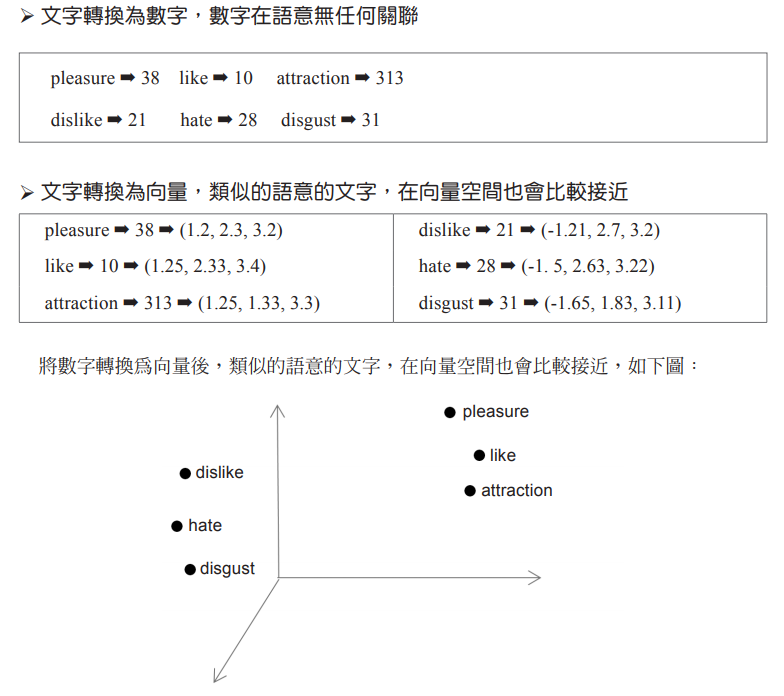 ➢ 文字轉換為數字，數字在語意無任何關聯
pleasure ➡ 38 like ➡ 10 attraction ➡ 313
dislike ➡ 21 hate ➡ 28 disgust ➡ 31
➢ 文字轉換為向量，類似的語意的文字，在向量空間也會比較接近
pleasure ➡ 38 ➡ (1.2, 2.3, 3.2)
like ➡ 10 ➡ (1.25, 2.33, 3.4)
attraction ➡ 313 ➡ (1.25, 1.33, 3.3)
dislike ➡ 21 ➡ (-1.21, 2.7, 3.2)
hate ➡ 28 ➡ (-1. 5, 2.63, 3.22)
disgust ➡ 31 ➡ (-1.65, 1.83, 3.11)
將數字轉換爲向量後，類似的語意的文字，在向量空間也會比較接近，如下圖：
pleasure
like
attraction
dislike
hate
disgust